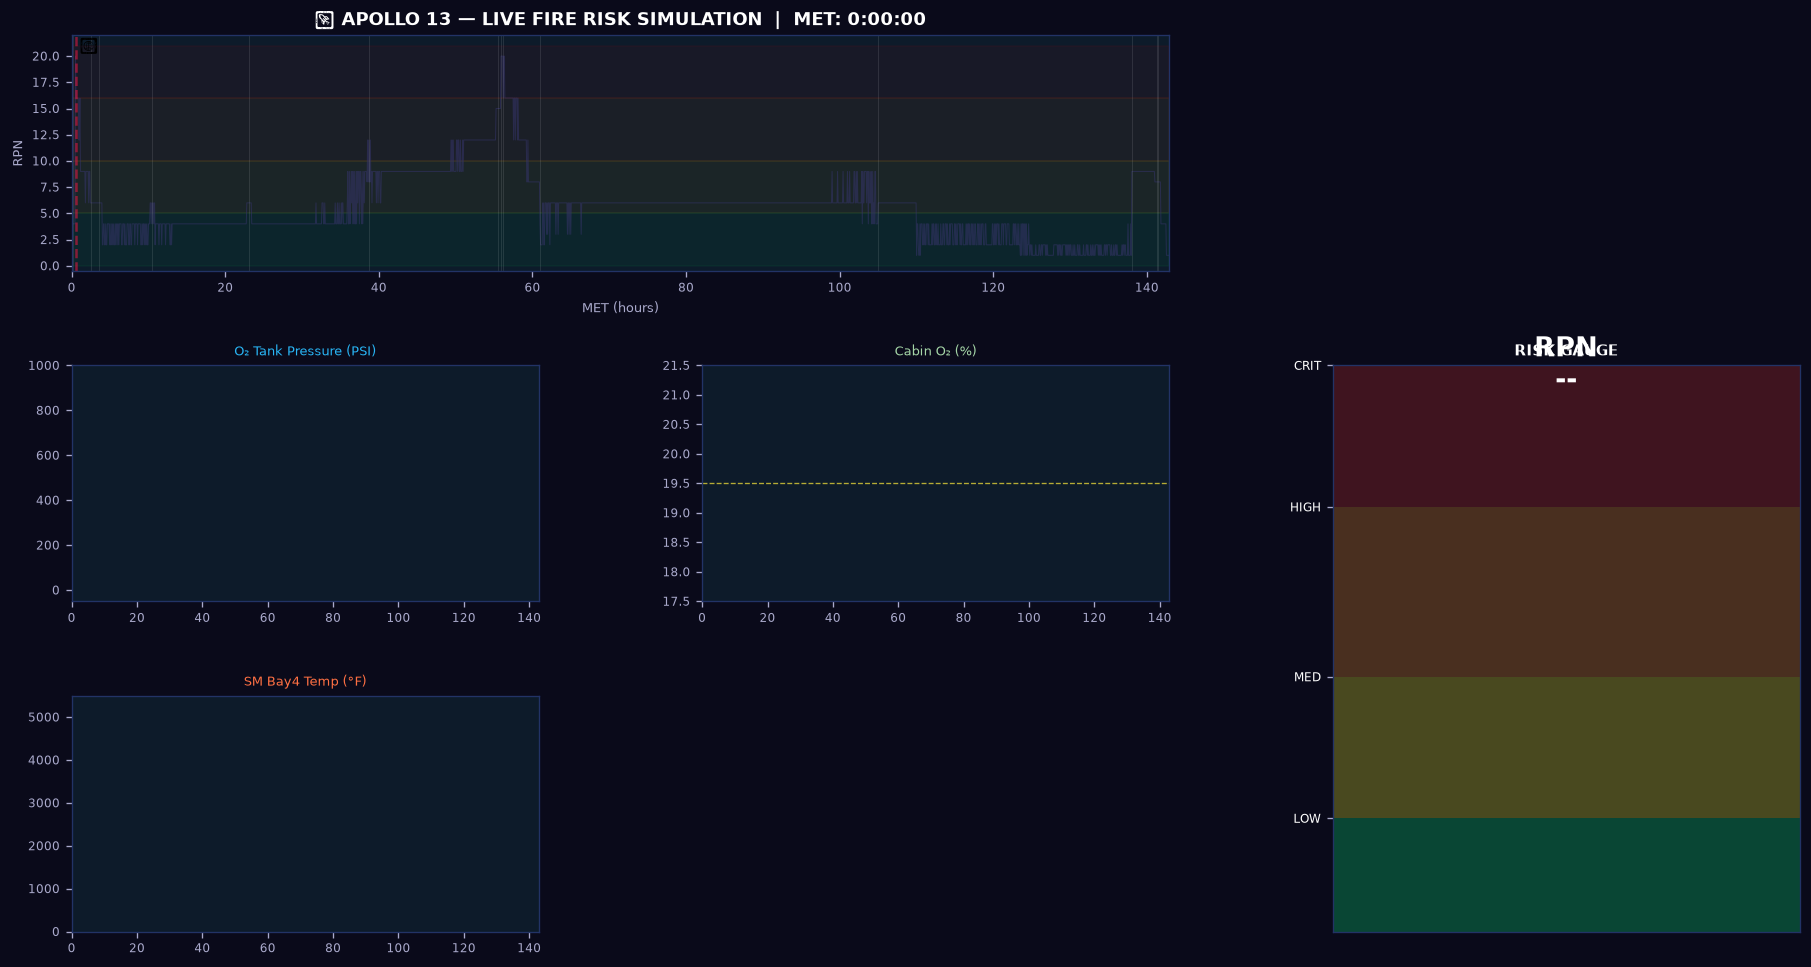 APOLLO 13 — LIVE FIRE RISK SIMULATION | MET: 0:00:00
RPN
20.0
17.5
15.0
12.5
10.0
7.5
5.0
2.5
0.0
0 20 40 60 80 100 120 140
MET (hours)
O₂ Tank Pressure (PSI)
1000
800
600
400
200
0
0 20 40 60 80 100 120 140
Cabin O₂ (%)
21.5
21.0
20.5
20.0
19.5
19.0
18.5
18.0
17.5
0 20 40 60 80 100 120 140
RISK GAUGE
RPN
--
CRIT
HIGH
MED
LOW
SM Bay4 Temp (°F)
5000
4000
3000
2000
1000
0
0 20 40 60 80 100 120 140